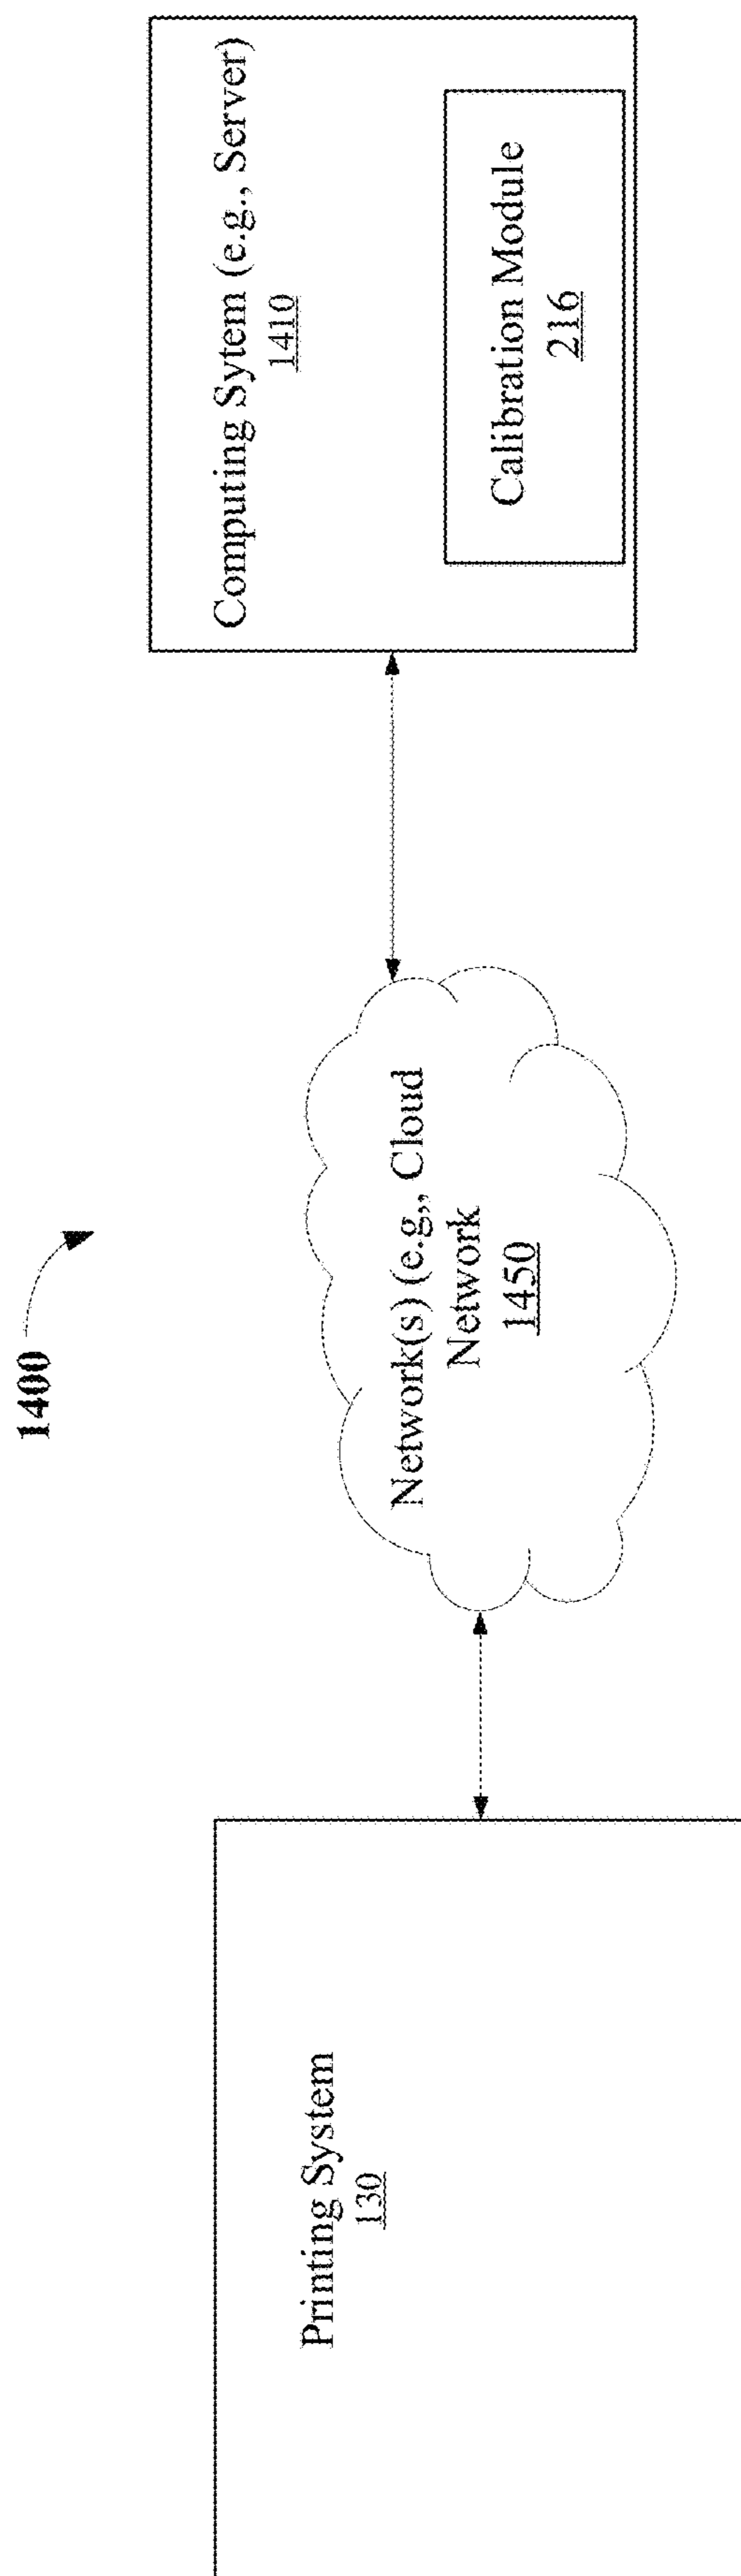 1400
Printing System
130
Network(s) (e.g,, Cloud
Network
1450
Computing Sytem (e.g., Server)
1410
Calibration Module
216